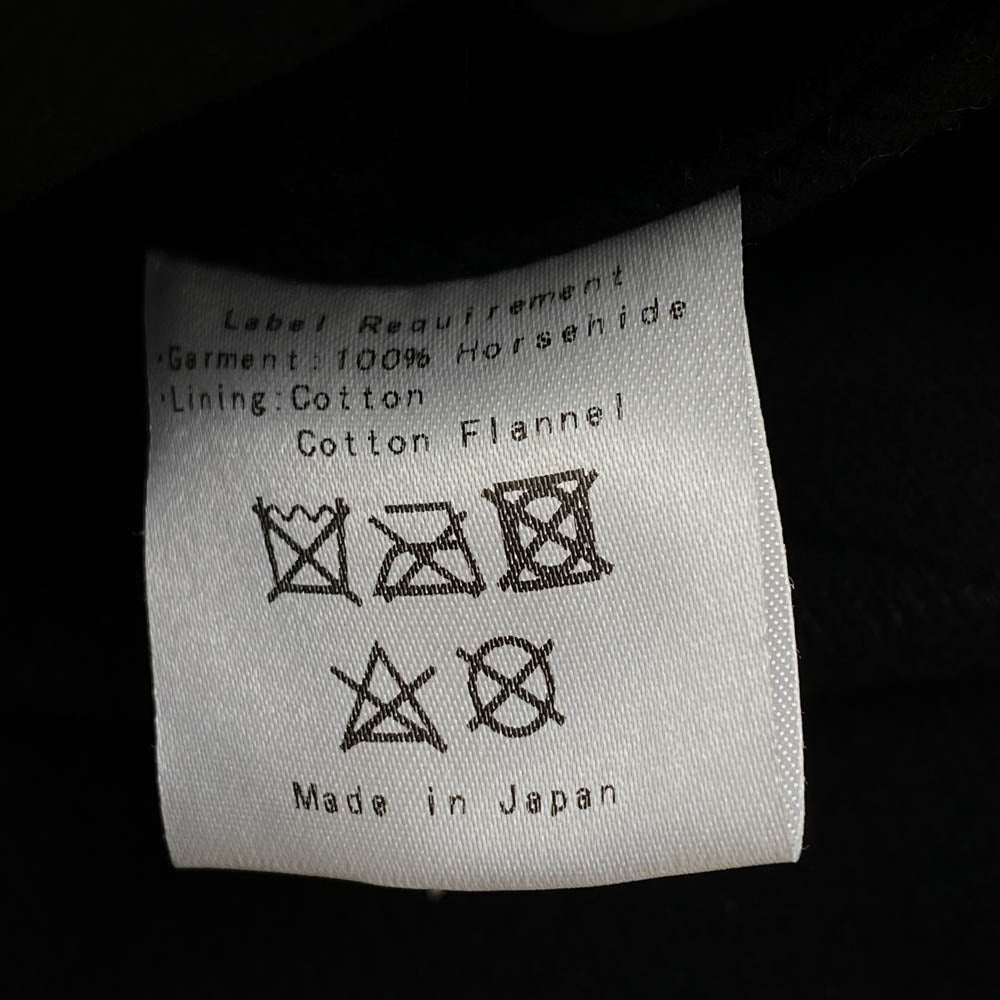 Label Requirement
·Garment:100% Horsehide
·Lining:Cotton
Cotton Flannel
Made in Japan